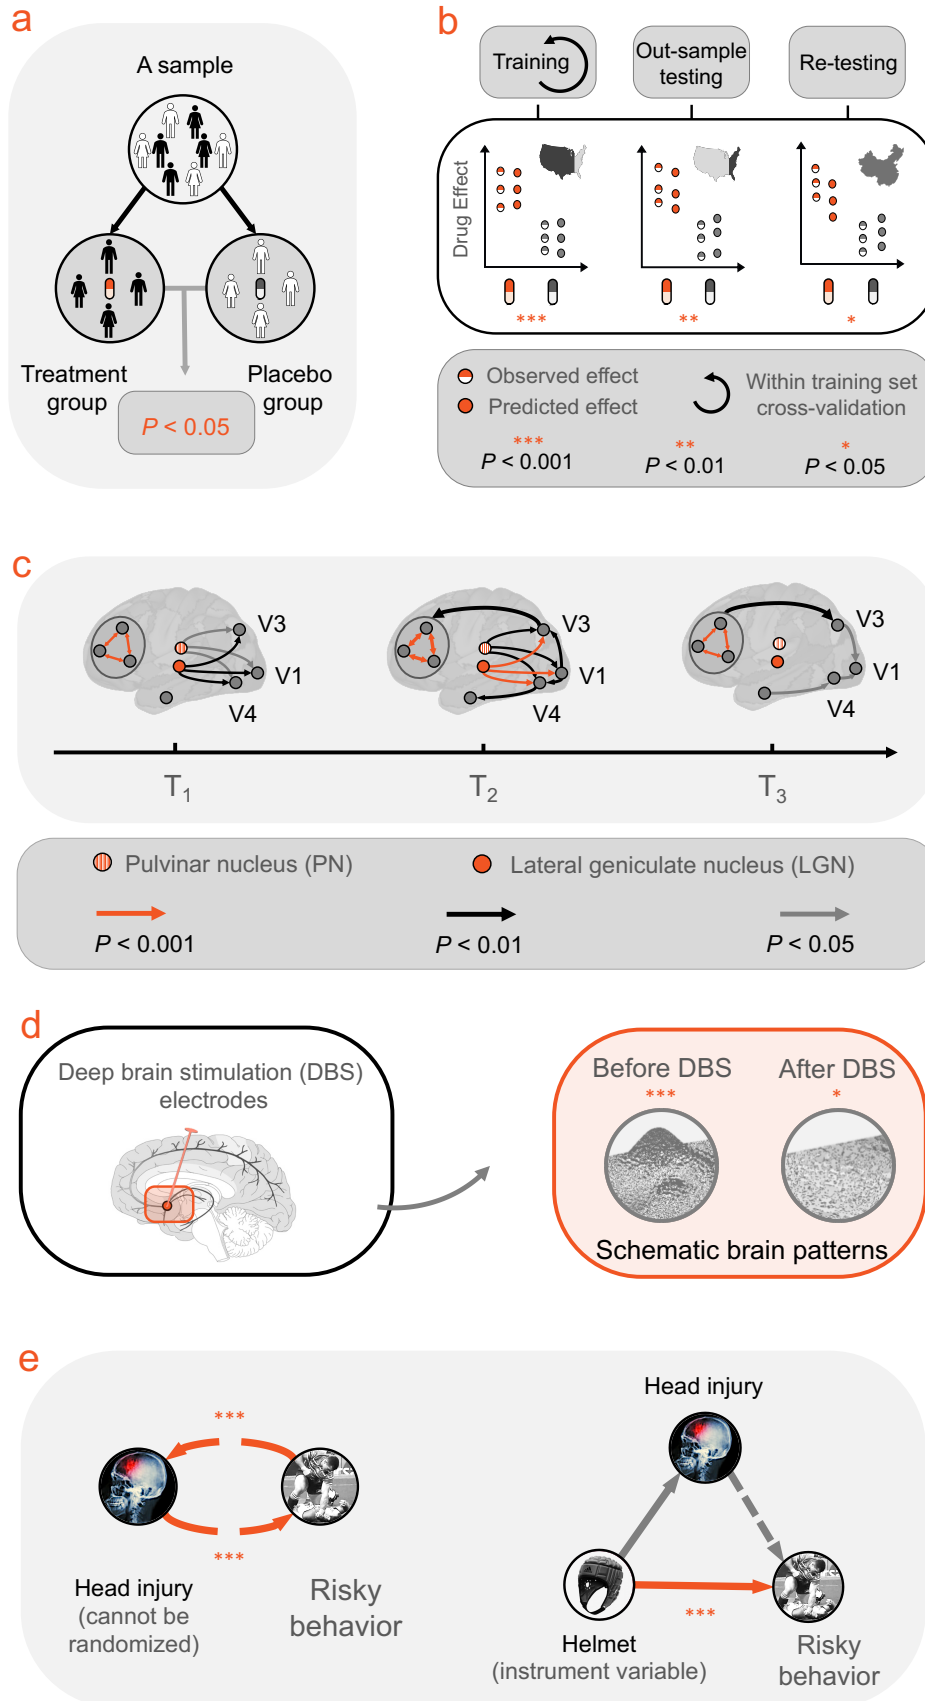 a
A sample
Treatment
group
Placebo
group
P < 0.05
b
Training
Out-sample
testing
Re-testing
Drug Effect
***
**
*
Observed effect
Predicted effect
Within training set
cross-validation
***
P < 0.001
**
P < 0.01
*
P < 0.05
c
V3
V1
V4
V3
V1
V4
V3
V1
V4
T1
T2
T3
Pulvinar nucleus (PN)
Lateral geniculate nucleus (LGN)
P < 0.001
P < 0.01
P < 0.05
d
Deep brain stimulation (DBS)
electrodes
Before DBS
***
After DBS
*
Schematic brain patterns
e
***
***
Head injury
(cannot be
randomized)
Risky
behavior
Head injury
***
Helmet
(instrument variable)
Risky
behavior